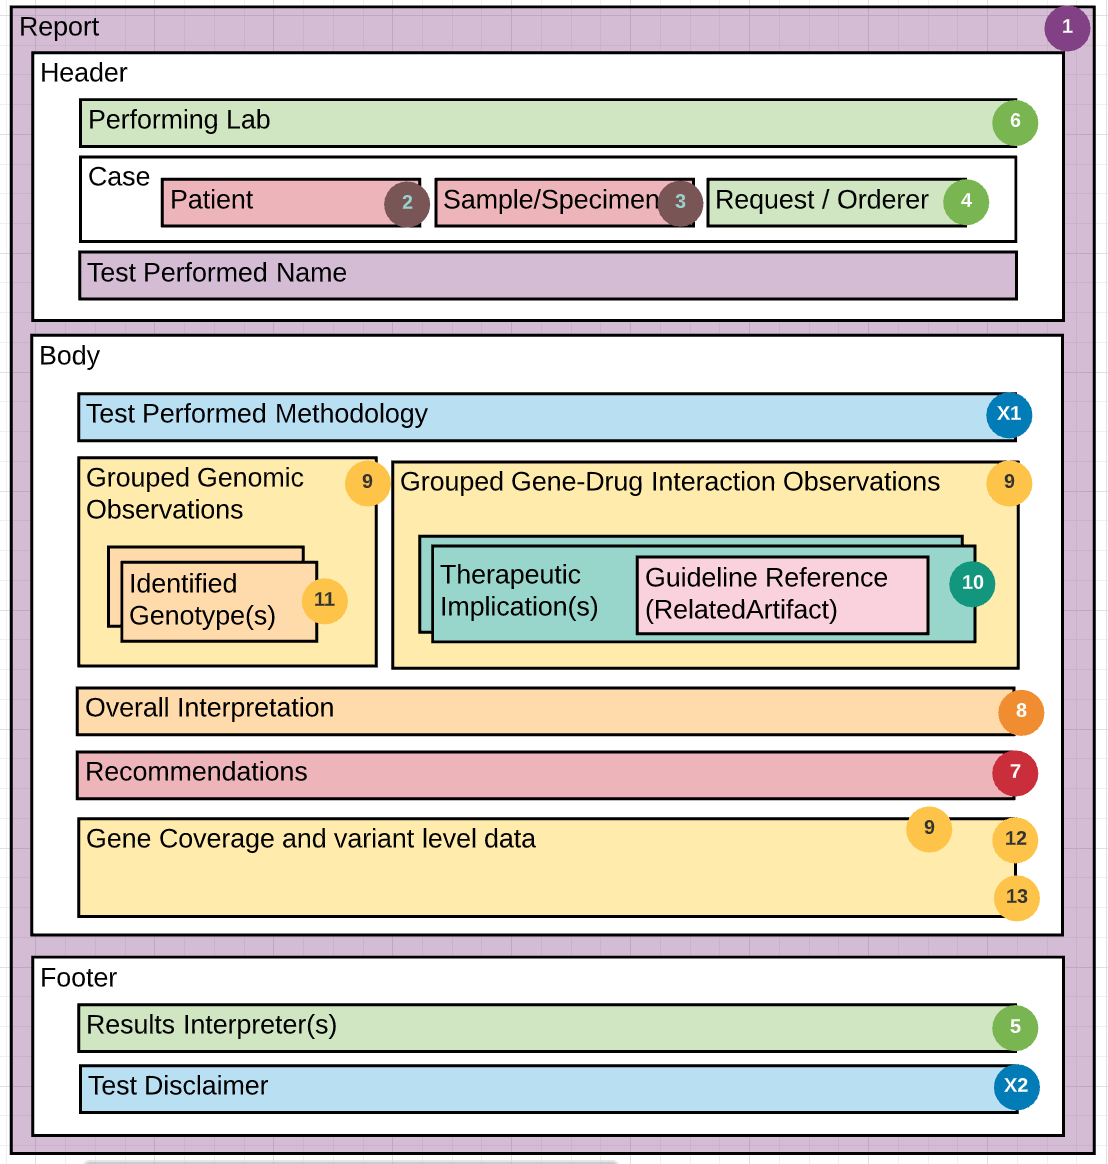 Report 1
Header
Performing Lab 6
Case
Patient 2 Sample/Specimen 3 Request / Orderer 4
Test Performed Name
Body
Test Performed Methodology X1
Grouped Genomic
Observations
9
Identified
Genotype(s)
11
Grouped Gene-Drug Interaction Observations 9
Therapeutic
Implication(s)
Guideline Reference
(RelatedArtifact)
10
Overall Interpretation 8
Recommendations 7
Gene Coverage and variant level data 9 12
13
Footer
Results Interpreter(s) 5
Test Disclaimer X2